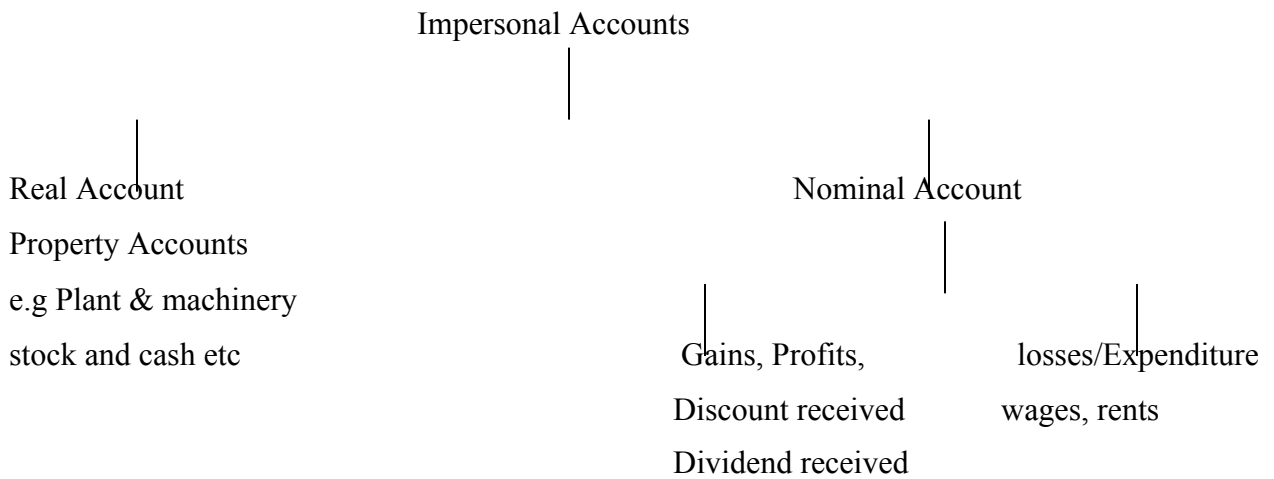 Impersonal Accounts
Real Account
Nominal Account
Property Accounts
e.g Plant & machinery
stock and cash etc
Gains, Profits,
losses/Expenditure
Discount received
wages, rents
Dividend received